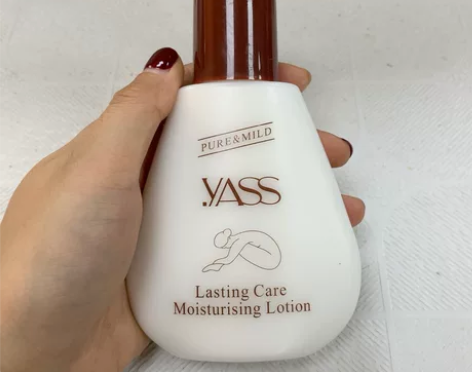 PURE&MILD
YASS
Lasting Care
Moisturising Lotion